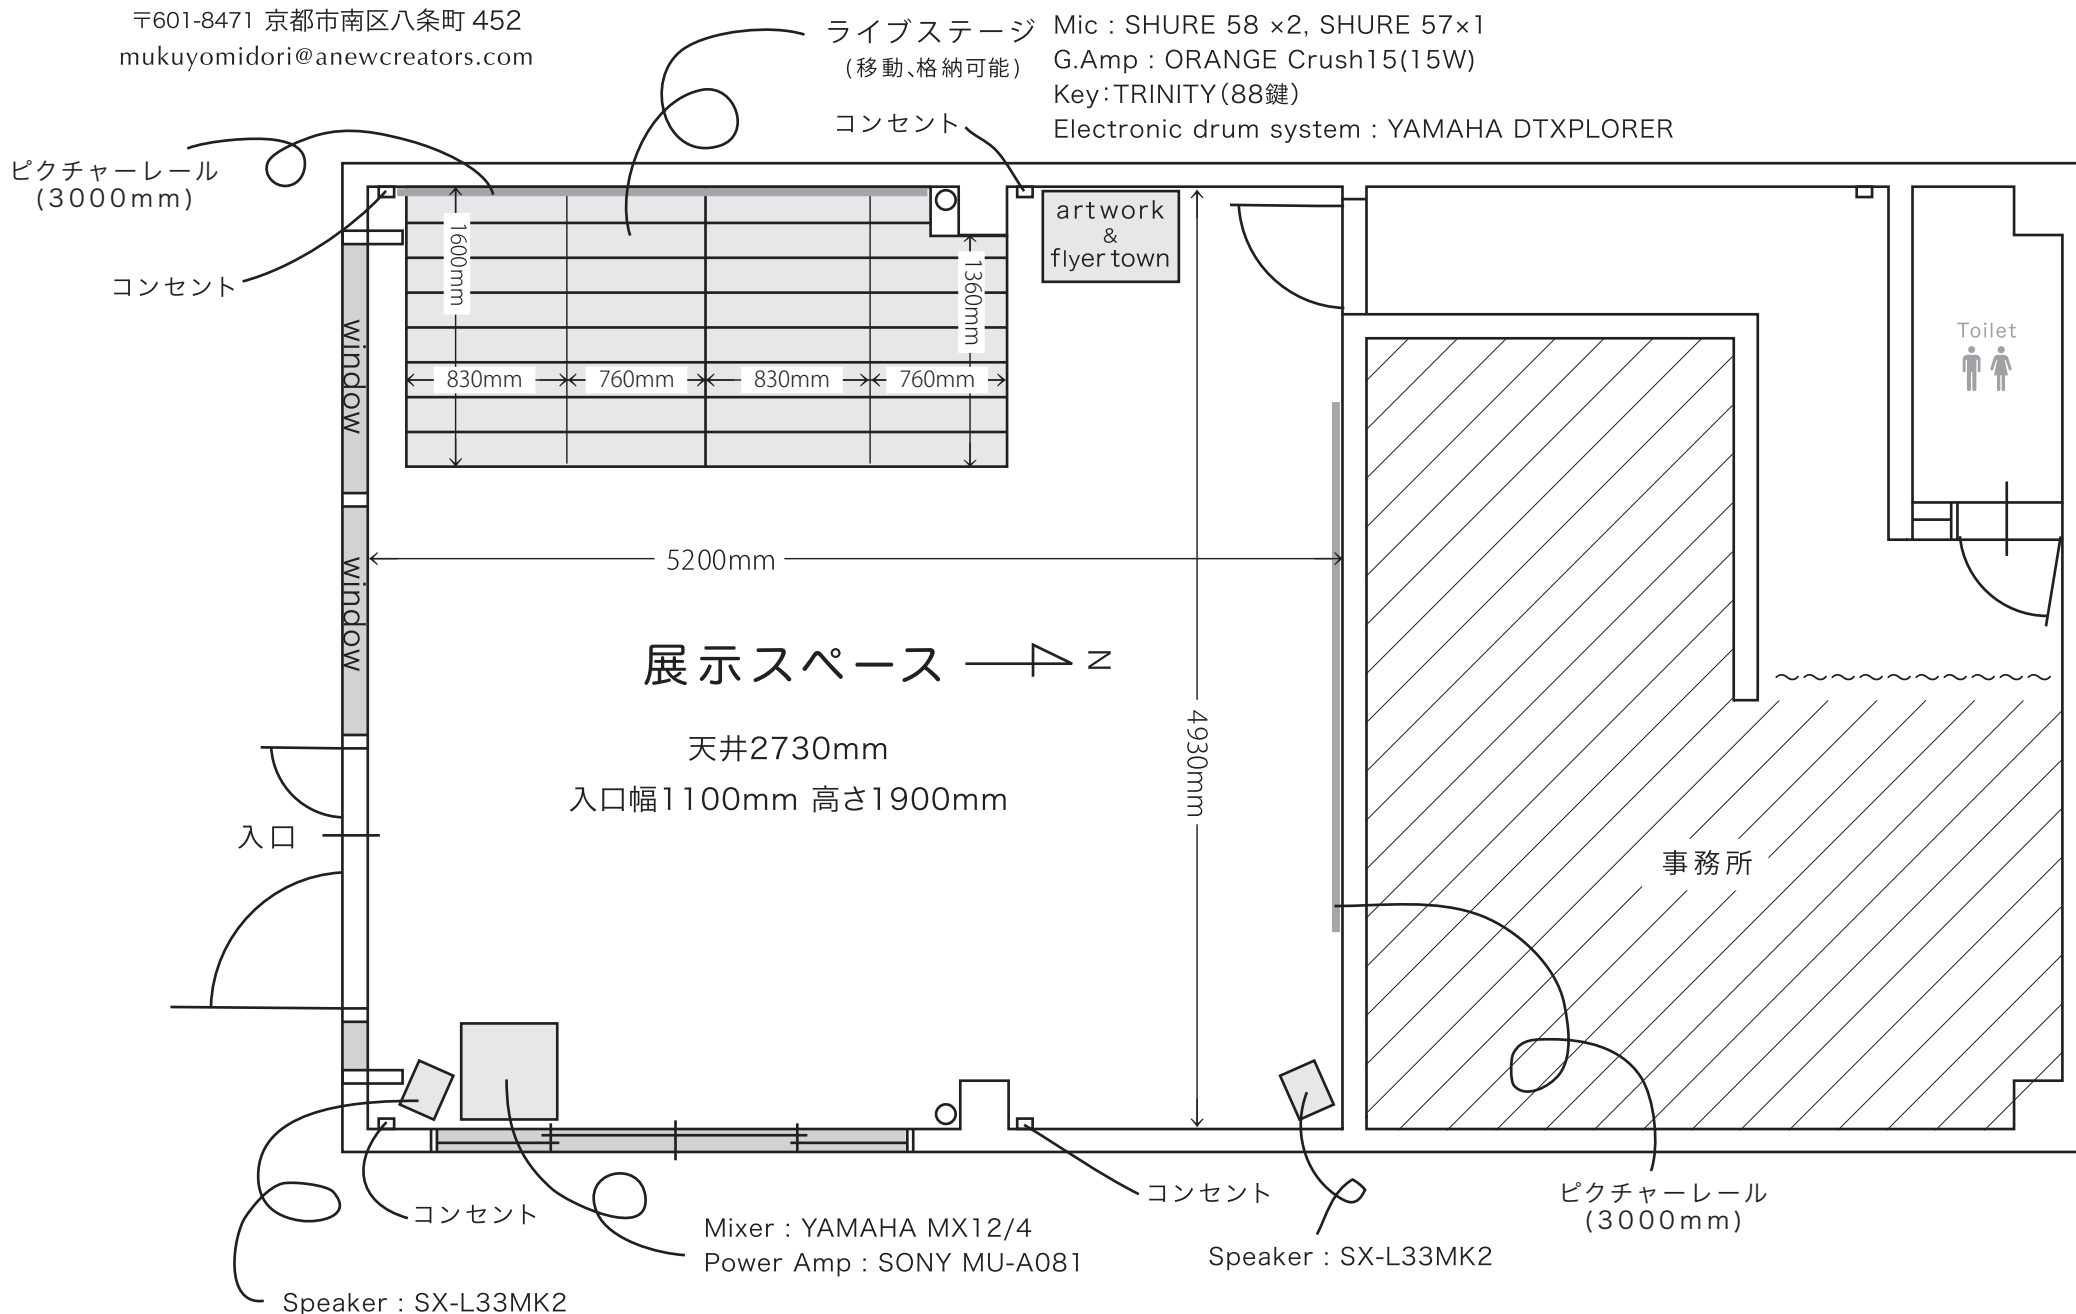 〒601-8471 京都市南区八条町 452
mukuyomidori@anewcreators.com
ライブステージ
(移動、格納可能)
Mic : SHURE 58 ×2, SHURE 57×1
G.Amp : ORANGE Crush15(15W)
Key:TRINITY(88鍵)
Electronic drum system : YAMAHA DTXPLORER
コンセント
ピクチャーレール
(3000mm)
コンセント
artwork
&
flyer town
1600mm
1360mm
830mm
760mm
830mm
760mm
window
window
Toilet
5200mm
展示スペース
N
天井2730mm
入口幅1100mm 高さ1900mm
4930mm
入口
事務所
コンセント
コンセント
ピクチャーレール
(3000mm)
Mixer : YAMAHA MX12/4
Power Amp : SONY MU-A081
Speaker : SX-L33MK2
Speaker : SX-L33MK2